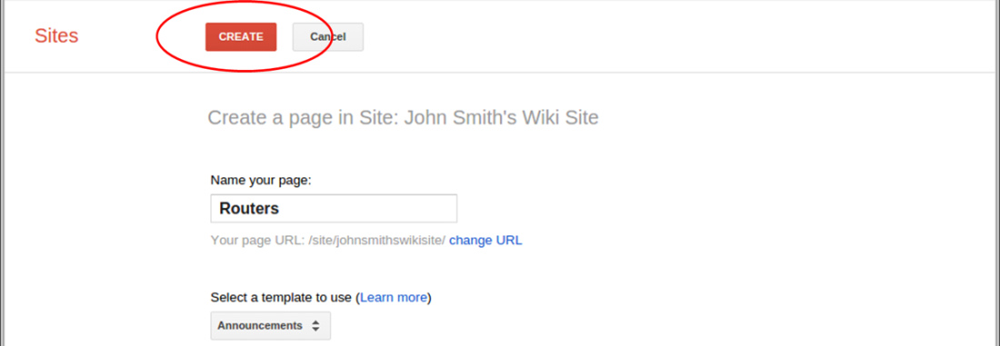 Sites
CREATE Cancel
Create a page in Site: John Smith's Wiki Site
Name your page:
Routers
Your page URL: /site/johnsmithswikisite/ change URL
Select a template to use (Learn more)
Announcements